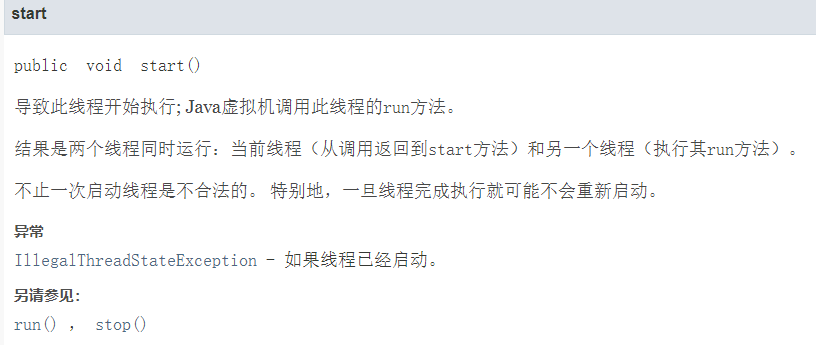 start
public void start()
导致此线程开始执行; Java虚拟机调用此线程的run方法。
结果是两个线程同时运行：当前线程（从调用返回到start方法）和另一个线程（执行其run方法）。
不止一次启动线程是不合法的。 特别地，一旦线程完成执行就可能不会重新启动。
异常
IllegalThreadStateException - 如果线程已经启动。
另请参见：
run() ， stop()